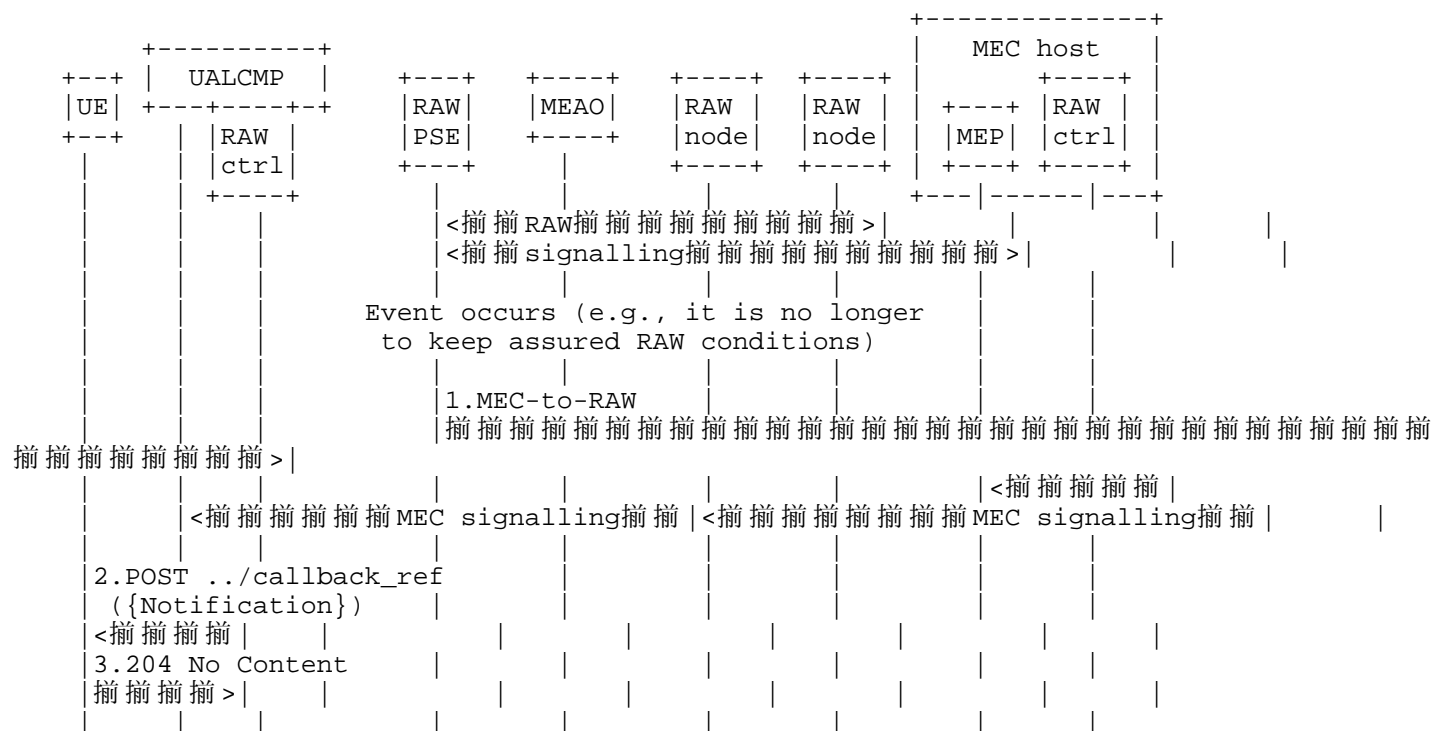 MEC host
UALCMP
UE RAW MEAO RAW RAW RAW
RAW PSE node node MEP ctrl
ctrl
<揃揃RAW揃揃揃揃揃揃揃揃揃>
<揃揃signalling揃揃揃揃揃揃揃揃揃揃>
Event occurs (e.g., it is no longer
to keep assured RAW conditions)
1.MEC-to-RAW
揃揃揃揃揃揃揃揃揃揃揃揃揃揃揃揃揃揃揃揃揃揃揃揃揃揃揃揃揃揃揃
揃揃揃揃揃揃揃揃>
<揃揃揃揃揃
<揃揃揃揃揃揃MEC signalling揃揃|<揃揃揃揃揃揃揃揃MEC signalling揃揃
2.POST ../callback_ref
({Notification})
<揃揃揃揃
3.204 No Content
揃揃揃揃>